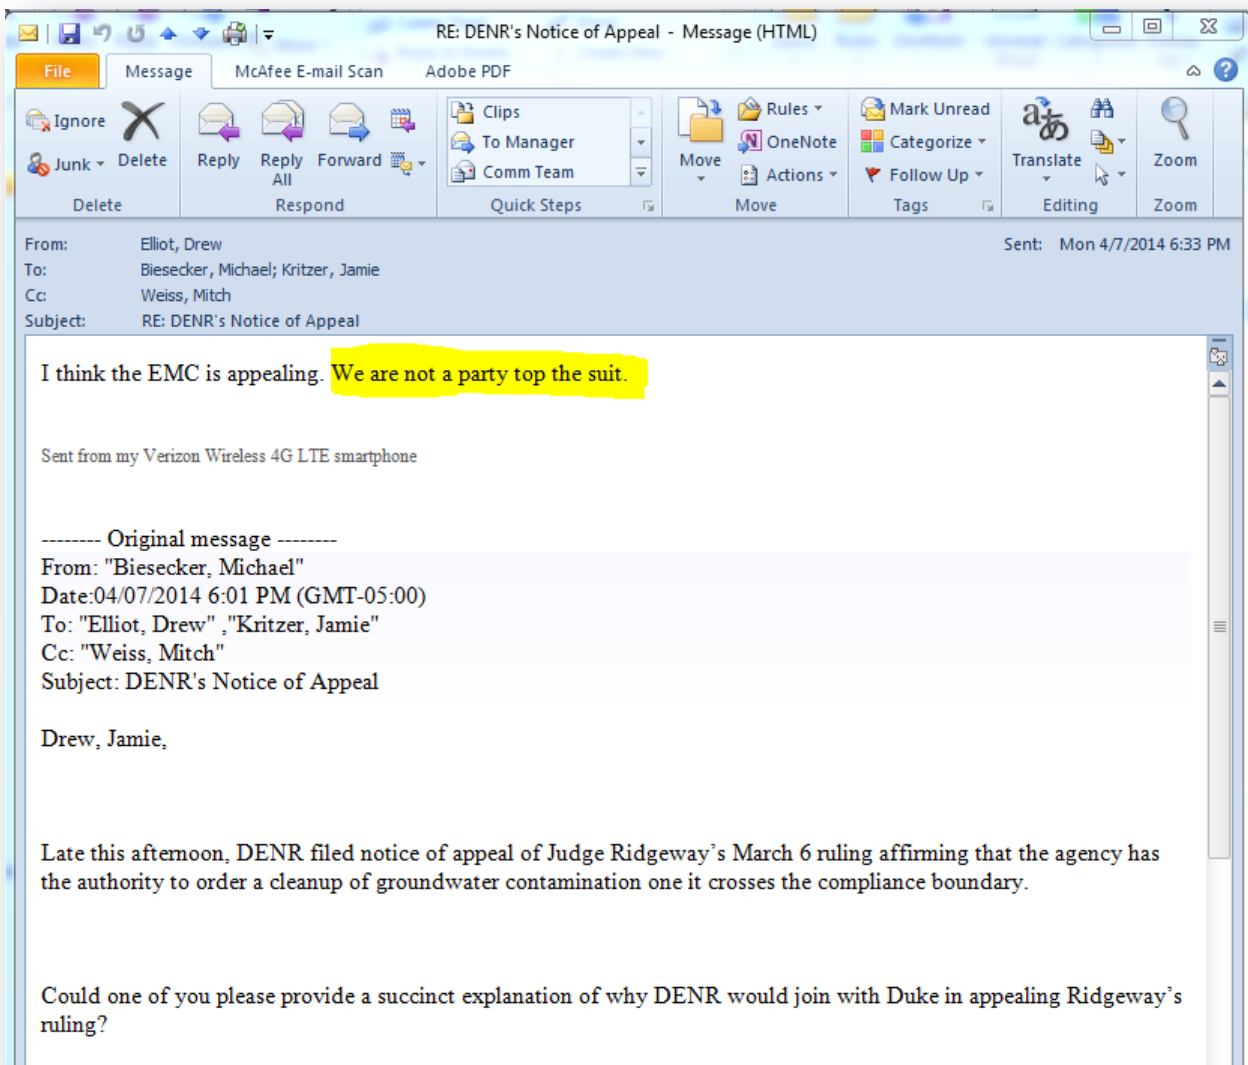 RE: DENR's Notice of Appeal - Message (HTML)
File Message McAfee E-mail Scan Adobe PDF
Ignore
Junk
Delete
Delete
Reply
Reply All
Forward
Respond
Clips
To Manager
Comm Team
Quick Steps
Move
Rules
OneNote
Actions
Move
Mark Unread
Categorize
Follow Up
Tags
Translate
Editing
Zoom
Zoom
From: Elliot, Drew
Sent: Mon 4/7/2014 6:33 PM
To: Biesecker, Michael; Kritzer, Jamie
Cc: Weiss, Mitch
Subject: RE: DENR's Notice of Appeal
I think the EMC is appealing. We are not a party top the suit.
Sent from my Verizon Wireless 4G LTE smartphone
-------- Original message --------
From: "Biesecker, Michael"
Date:04/07/2014 6:01 PM (GMT-05:00)
To: "Elliot, Drew" ,"Kritzer, Jamie"
Cc: "Weiss, Mitch"
Subject: DENR's Notice of Appeal
Drew, Jamie,
Late this afternoon, DENR filed notice of appeal of Judge Ridgeway’s March 6 ruling affirming that the agency has
the authority to order a cleanup of groundwater contamination one it crosses the compliance boundary.
Could one of you please provide a succinct explanation of why DENR would join with Duke in appealing Ridgeway’s
ruling?